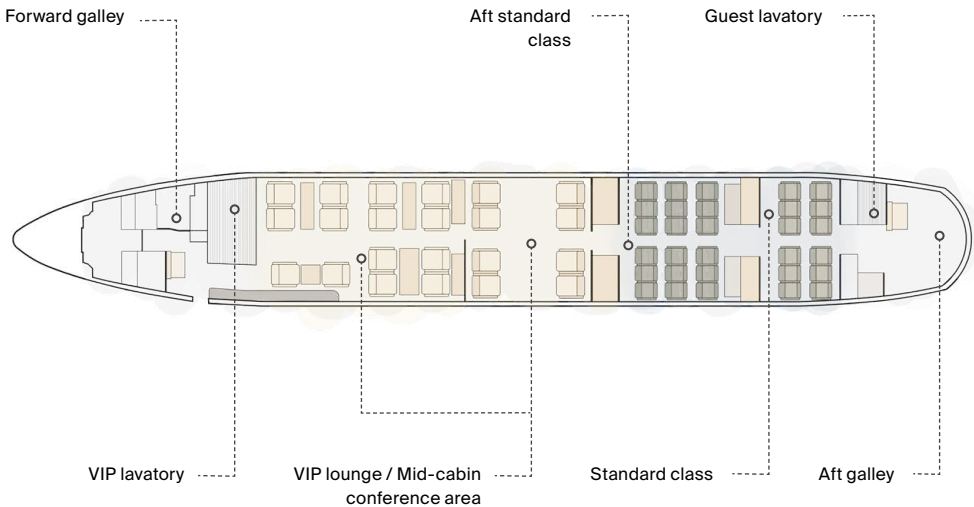 Forward galley
Aft standard
class
Guest lavatory
VIP lavatory
VIP lounge / Mid-cabin
conference area
Standard class
Aft galley